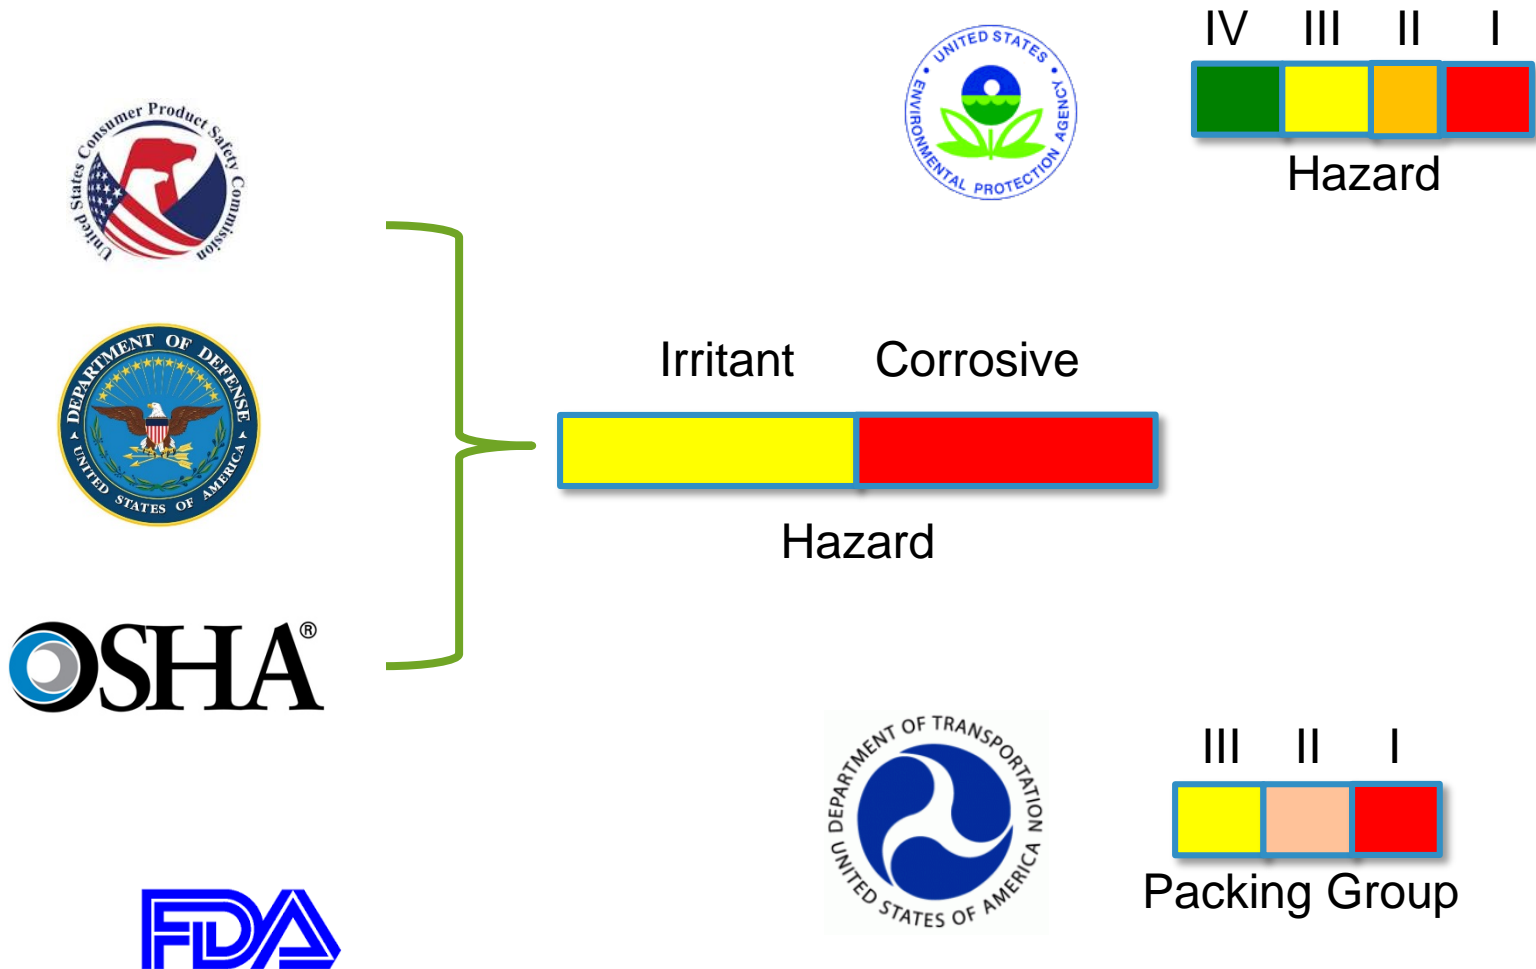 United States Consumer Product Safety Commission
DEPARTMENT OF DEFENSE
UNITED STATES OF AMERICA
OSHA®
FDA
Irritant Corrosive
Hazard
UNITED STATES
ENVIRONMENTAL PROTECTION AGENCY
IV III II I
Hazard
DEPARTMENT OF TRANSPORTATION
UNITED STATES OF AMERICA
III II I
Packing Group